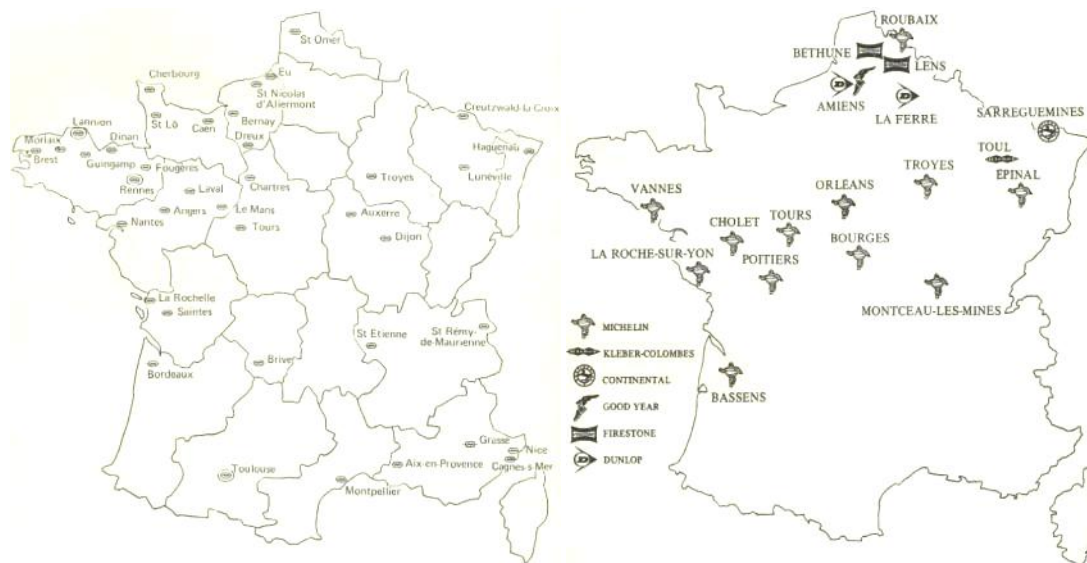 St Omer
Eu
St Nicolas
d'Aliermont
Cherbourg
St Lô
Caen
Bernay
Dreux
Creutzwald-la Croix
Haguenau
Lunéville
Lannion
Morlaix
Dinan
Brest
Guingamp
Fougères
Rennes
Laval
Chartres
Troyes
Angers
Le Mans
Auxerre
Nantes
Tours
Dijon
La Rochelle
Saintes
St Etienne
St Rémy-
de-Maurienne
Brive
Bordeaux
Grasse
Nice
Toulouse
Aix-en Provence
Cagnes s Mer
Montpellier
ROUBAIX
BÉTHUNE
LENS
D
AMIENS
D
LA FERRE
SARREGUEMINES
TOUL
TROYES
ÉPINAL
ORLÉANS
VANNES
CHOLET
TOURS
BOURGES
LA ROCHE-SUR-YON
POITIERS
MONTCEAU-LES-MINES
BASSENS
MICHELIN
KLEBER-COLOMBES
CONTINENTAL
GOOD YEAR
FIRESTONE
D
DUNLOP